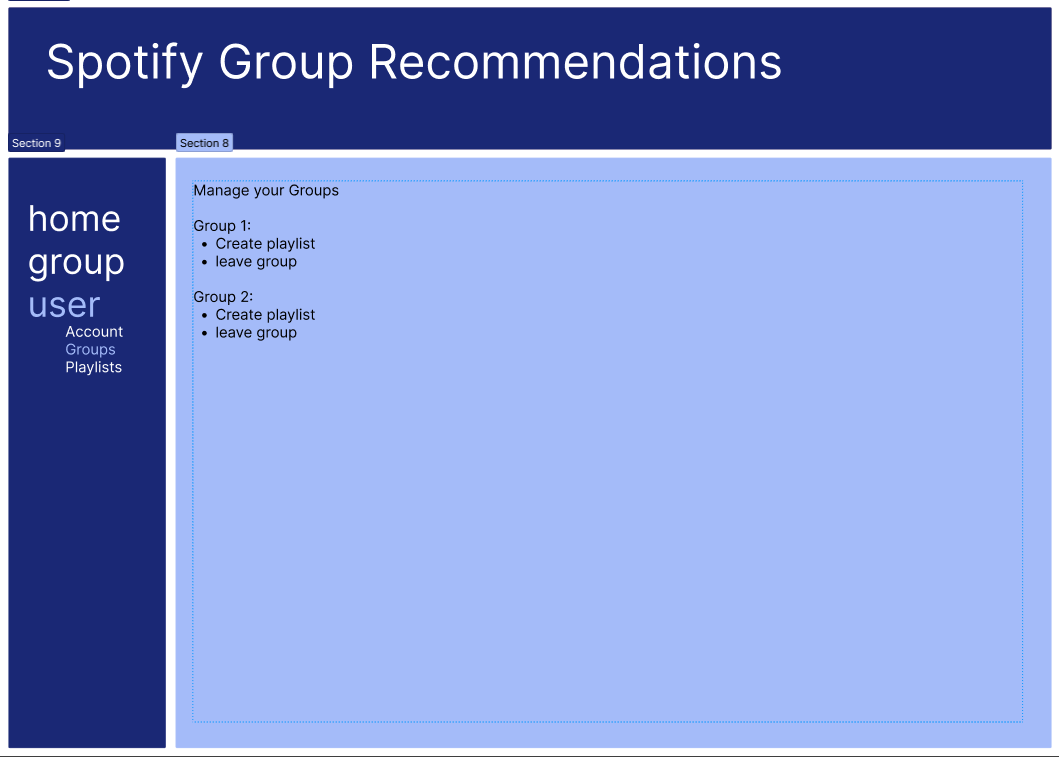 Spotify Group Recommendations
Section 9
Section 8
home
group
user
Account
Groups
Playlists
Manage your Groups
Group 1:
• Create playlist
• leave group
Group 2:
• Create playlist
• leave group